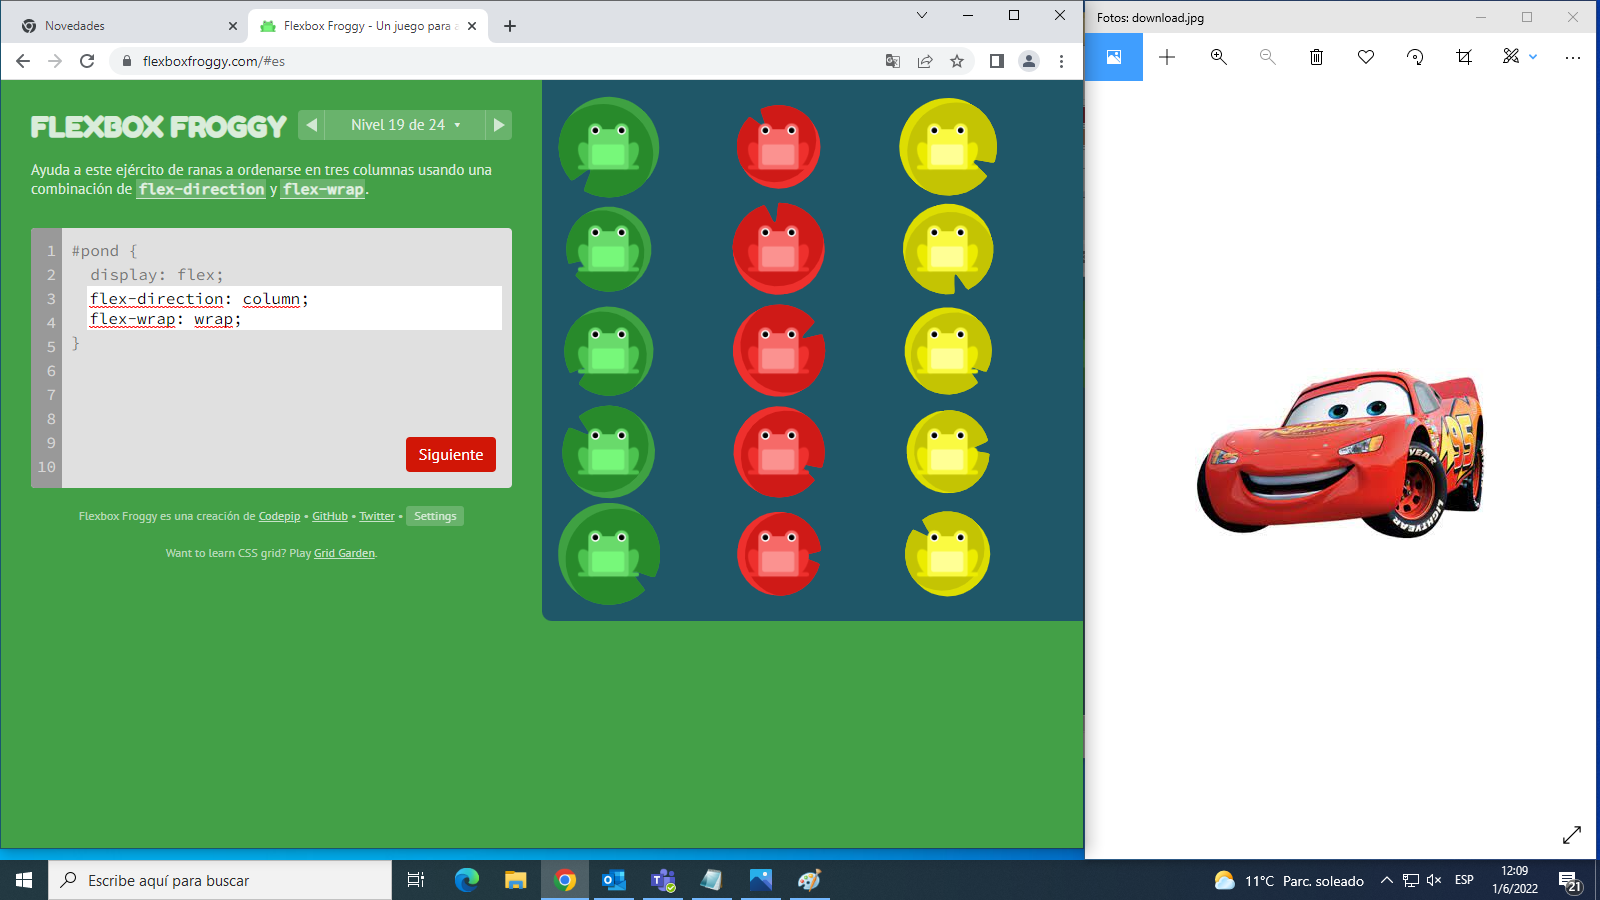 Novedades
Flexbox Froggy - Un juego para a
flexboxfroggy.com/#es
FLEXBOX FROGGY
Nivel 19 de 24
Ayuda a este ejército de ranas a ordenarse en tres columnas usando una
combinación de flex-direction y flex-wrap.
1 #pond {
2 display: flex;
3 flex-direction: column;
4 flex-wrap: wrap;
5 }
6
7
8
9
10
Siguiente
Flexbox Froggy es una creación de Codepip • GitHub • Twitter • Settings
Want to learn CSS grid? Play Grid Garden.
Fotos: download.jpg
95
LIGHTYEAR
YEAR
Escribe aquí para buscar
11°C Parc. soleado
ESP
12:09
1/6/2022
21